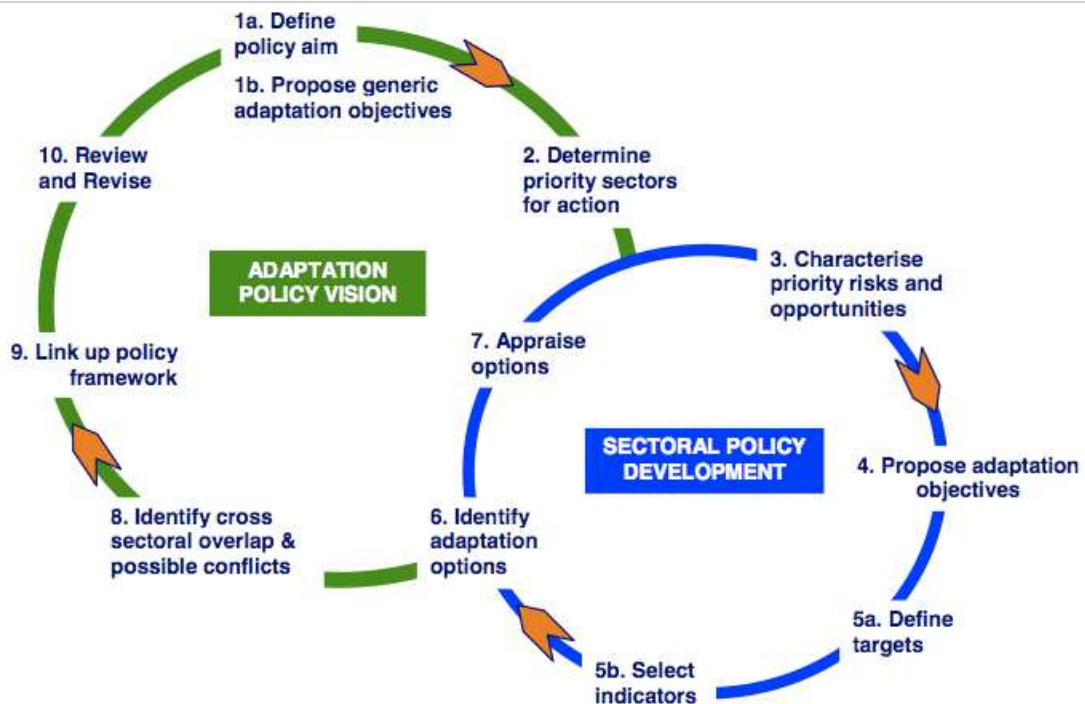 1a. Define
policy aim
1b. Propose generic
adaptation objectives
2. Determine
priority sectors
for action
3. Characterise
priority risks and
opportunities
4. Propose adaptation
objectives
5a. Define
targets
5b. Select
indicators
6. Identify
adaptation
options
7. Appraise
options
8. Identify cross
sectoral overlap &
possible conflicts
9. Link up policy
framework
10. Review
and Revise
ADAPTATION
POLICY VISION
SECTORAL POLICY
DEVELOPMENT